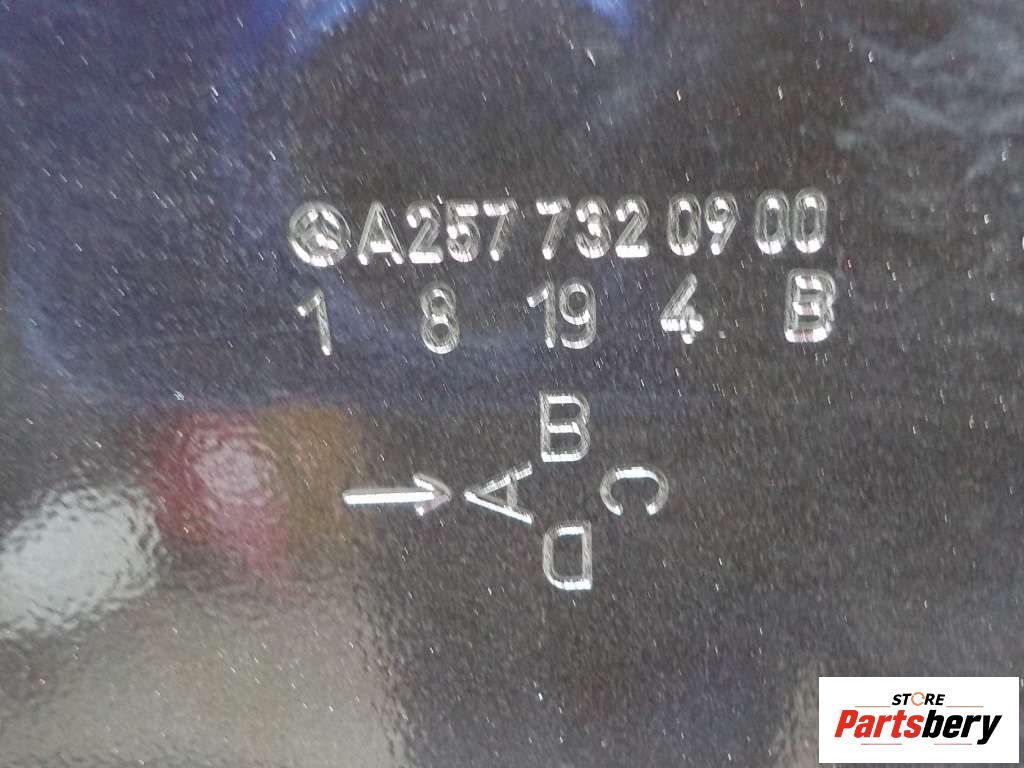 A257 732 09 00
1 8 19 4 B
B
A C
D
STORE
Partsbery